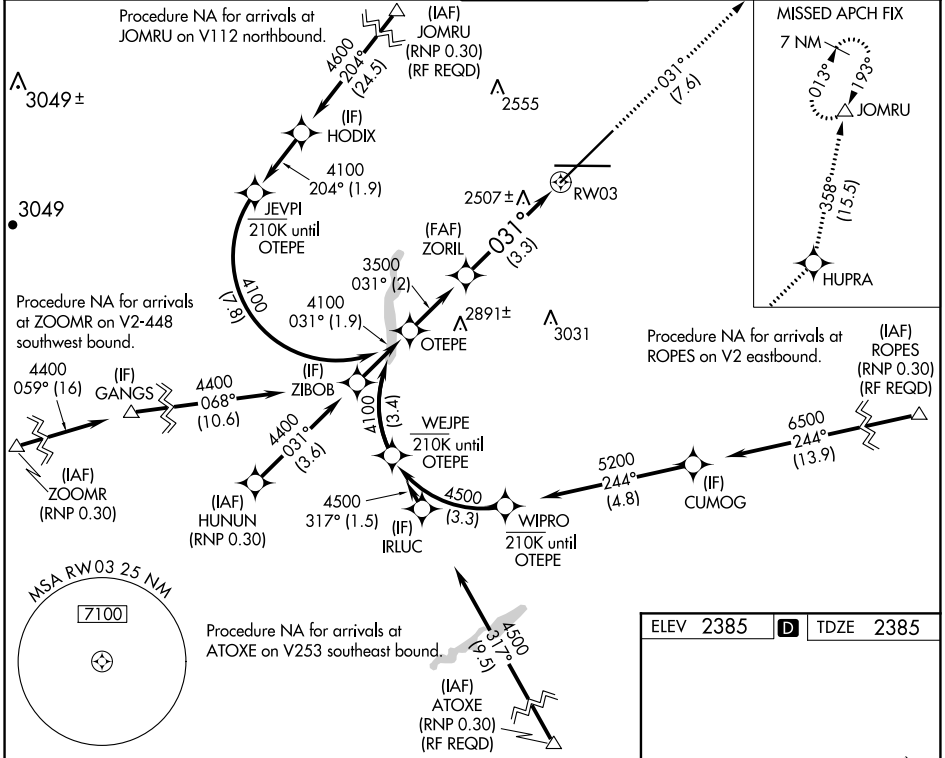 Procedure NA for arrivals at
JOMRU on V112 northbound.
(IAF)
JOMRU
(RNP 0.30)
(RF REQD)
4600
204°
(24.5)
3049 ±
2555
031°
(7.6)
MISSED APCH FIX
7 NM
013°
193°
JOMRU
358°
(15.5)
HUPRA
(IF)
HODIX
4100
204° (1.9)
JEVPI
210K until
OTEPE
3049
4100
(7.8)
2507 ±
RW03
(FAF)
ZORIL
031°
(3.3)
3500
031° (2)
4100
031° (1.9)
OTEPE
2891±
3031
Procedure NA for arrivals
at ZOOMR on V2-448
southwest bound.
Procedure NA for arrivals at
ROPES on V2 eastbound.
(IAF)
ROPES
(RNP 0.30)
(RF REQD)
4400
059° (16)
(IF)
GANGS
4400
068°
(10.6)
(IF)
ZIBOB
4400
031°
(3.6)
4100
(3.4)
WEJPE
210K until
OTEPE
6500
244°
(13.9)
5200
244°
(4.8)
(IF)
CUMOG
(IAF)
ZOOMR
(RNP 0.30)
(IAF)
HUNUN
(RNP 0.30)
4500
317° (1.5)
(IF)
IRLUC
4500
(3.3)
WIPRO
210K until
OTEPE
MSA RW03 25 NM
7100
Procedure NA for arrivals at
ATOXE on V253 southeast bound.
4500
317°
(9.5)
(IAF)
ATOXE
(RNP 0.30)
(RF REQD)
ELEV 2385 D TDZE 2385